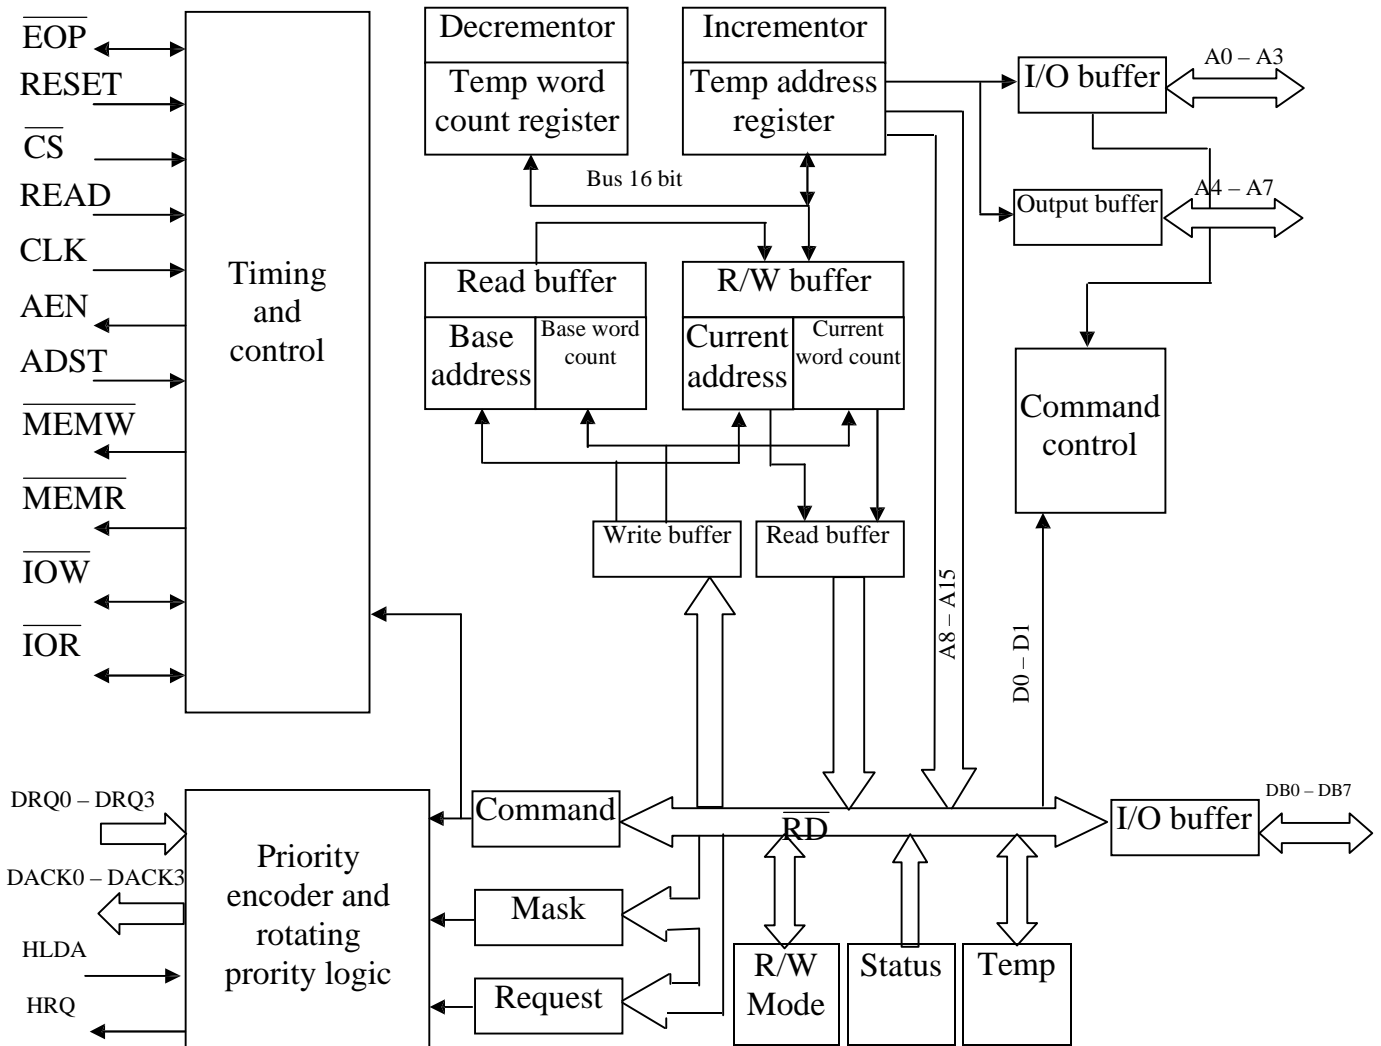 EOP
RESET
CS
READ
CLK
AEN
ADST
MEMW
MEMR
IOW
IOR
Timing
and
control
Decrementor
Temp word
count register
Incrementor
Temp address
register
Bus 16 bit
I/O buffer
A0 – A3
Output buffer
A4 – A7
Read buffer
Base
address
Base word
count
R/W buffer
Current
address
Current
word count
Command
control
Write buffer
Read buffer
A8 – A15
D0 – D1
DRQ0 – DRQ3
DACK0 – DACK3
HLDA
HRQ
Priority
encoder and
rotating
prority logic
Command
Mask
Request
RD
I/O buffer
DB0 – DB7
R/W
Mode
Status
Temp